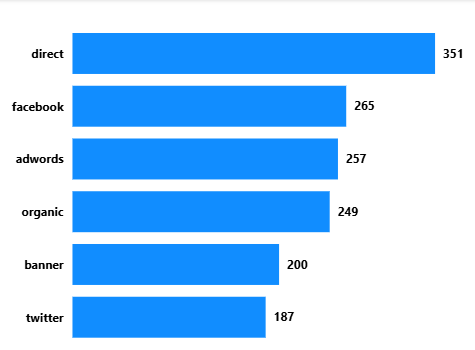 direct 351
facebook 265
adwords 257
organic 249
banner 200
twitter 187